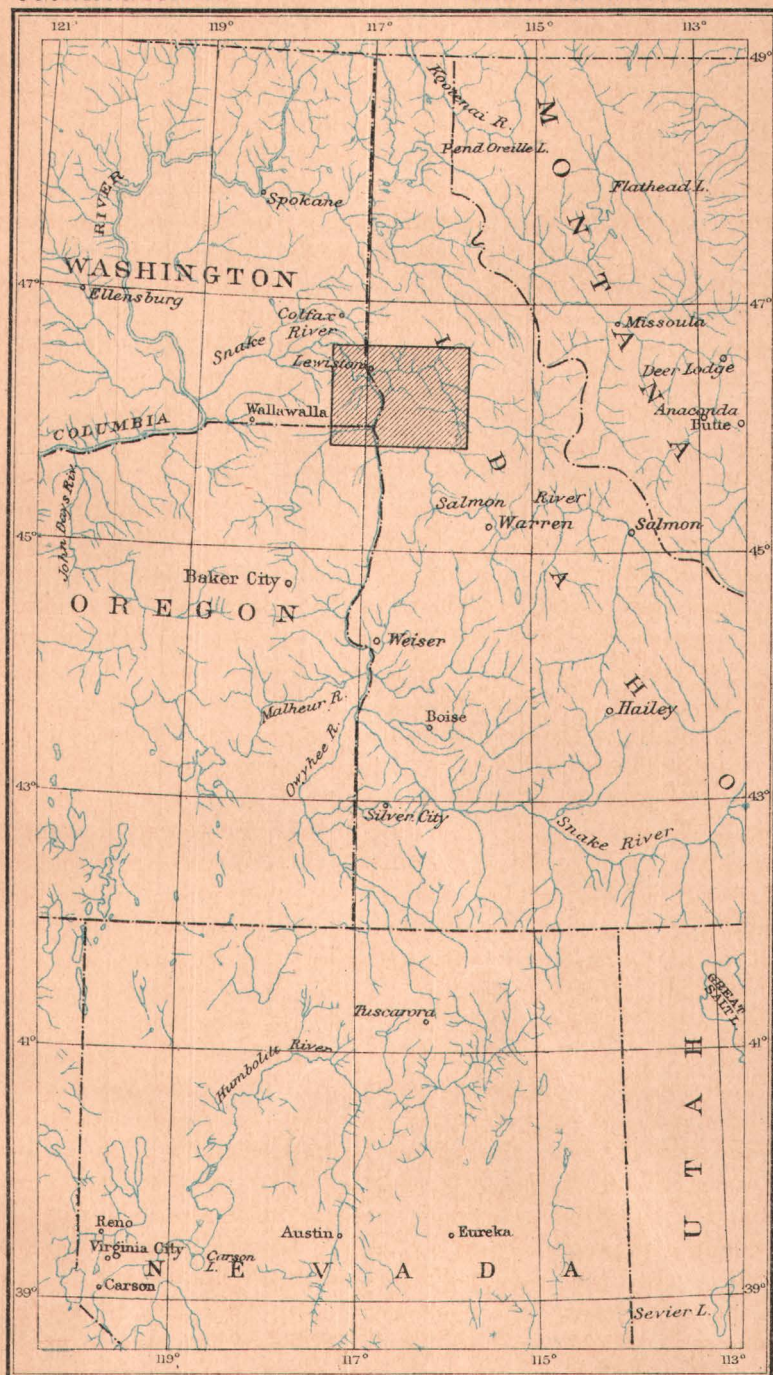 121° 119° 117° 115° 113°
49°
Kootenai R.
Pend Oreille L.
MONTANA
Flathead L.
RIVER
Spokane
WASHINGTON
47°
47°
Ellensburg
Colfax
Missoula
Snake River
Lewiston
Deer Lodge
IDAHO
Anaconda
Butte
COLUMBIA
Wallawalla
Salmon River
Warren
Salmon
John Days Riv.
45°
45°
Baker City
OREGON
Weiser
Malheur R.
Boise
Hailey
Owyhee R.
43°
43°
Silver City
Snake River
GREAT
SALT L.
Tuscarora
41°
41°
Humboldt River
UTAH
Reno
Austin
Eureka
Virginia City
Carson
L.
NEVADA
Carson
39°
39°
Sevier L.
119° 117° 115° 113°